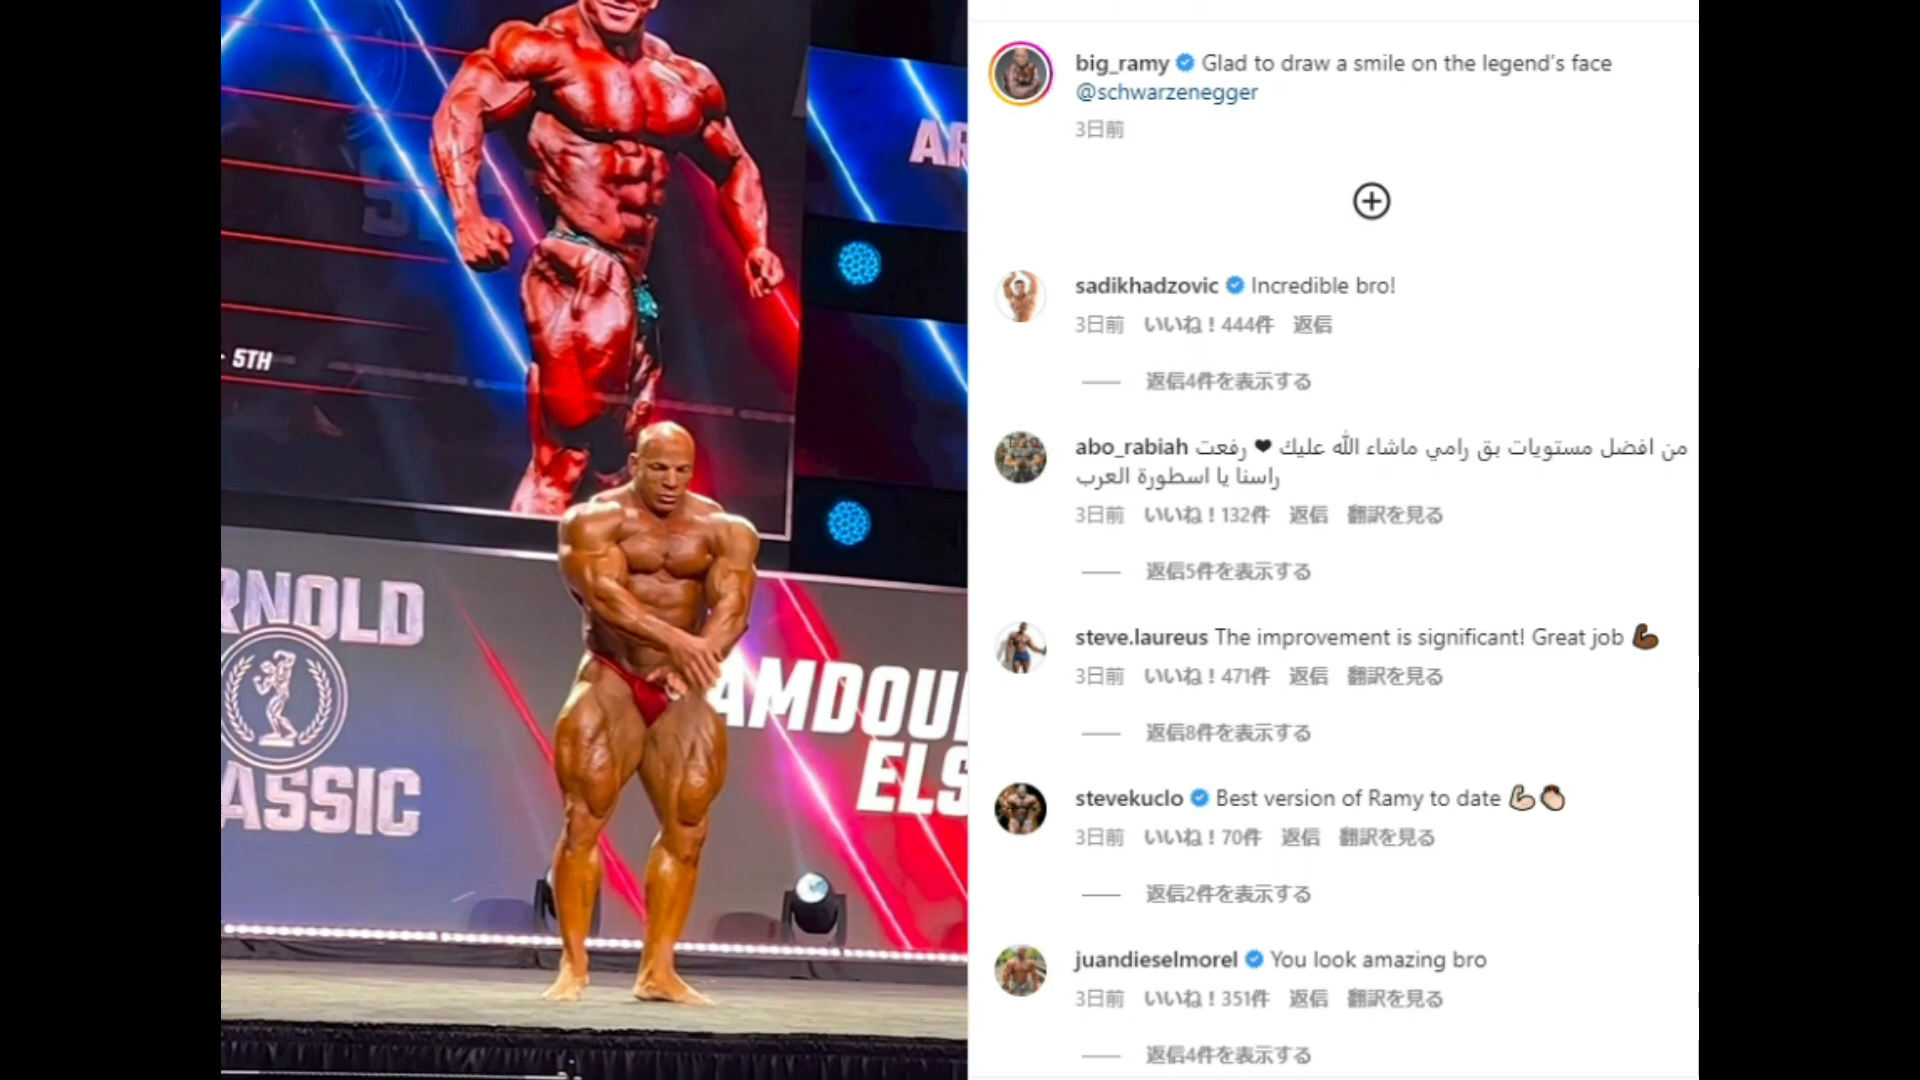 5TH
RNOLD
ASSIC
AMDOU
ELS
big_ramy Glad to draw a smile on the legend's face
@schwarzenegger
3日前
sadikhadzovic Incredible bro!
3日前 いいね！444件 返信
返信4件を表示する
abo_rabiah من افضل مستويات بق رامي ماشاء الله عليك ❤ رفعت
راسنا يا اسطورة العرب
3日前 いいね！132件 返信 翻訳を見る
返信5件を表示する
steve.laureus The improvement is significant! Great job 💪🏿
3日前 いいね！471件 返信 翻訳を見る
返信8件を表示する
stevekuclo Best version of Ramy to date 💪🏻👏🏻
3日前 いいね！70件 返信 翻訳を見る
返信2件を表示する
juandieselmorel You look amazing bro
3日前 いいね！351件 返信 翻訳を見る
返信4件を表示する